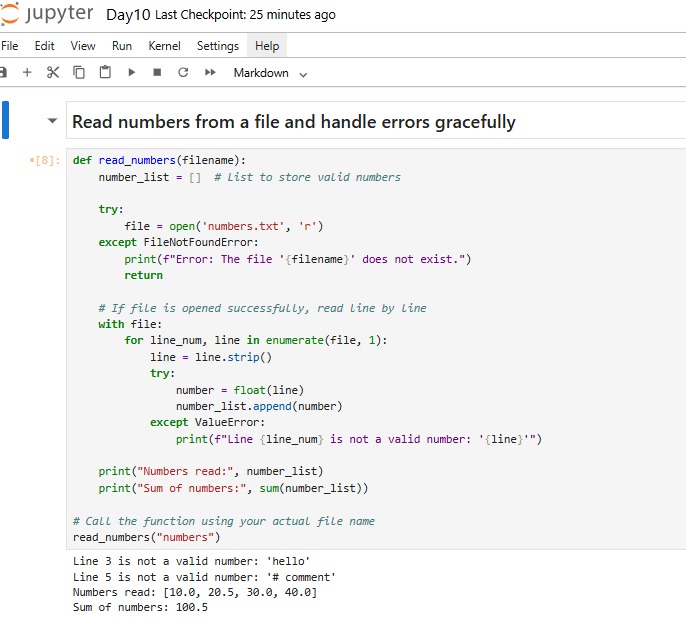 jupyter Day10 Last Checkpoint: 25 minutes ago
File Edit View Run Kernel Settings Help
Markdown
Read numbers from a file and handle errors gracefully
[8]:
def read_numbers(filename):
    number_list = []  # List to store valid numbers

    try:
        file = open('numbers.txt', 'r')
    except FileNotFoundError:
        print(f"Error: The file '{filename}' does not exist.")
        return

    # If file is opened successfully, read line by line
    with file:
        for line_num, line in enumerate(file, 1):
            line = line.strip()
            try:
                number = float(line)
                number_list.append(number)
            except ValueError:
                print(f"Line {line_num} is not a valid number: '{line}'")

    print("Numbers read:", number_list)
    print("Sum of numbers:", sum(number_list))

# Call the function using your actual file name
read_numbers("numbers")
Line 3 is not a valid number: 'hello'
Line 5 is not a valid number: '# comment'
Numbers read: [10.0, 20.5, 30.0, 40.0]
Sum of numbers: 100.5